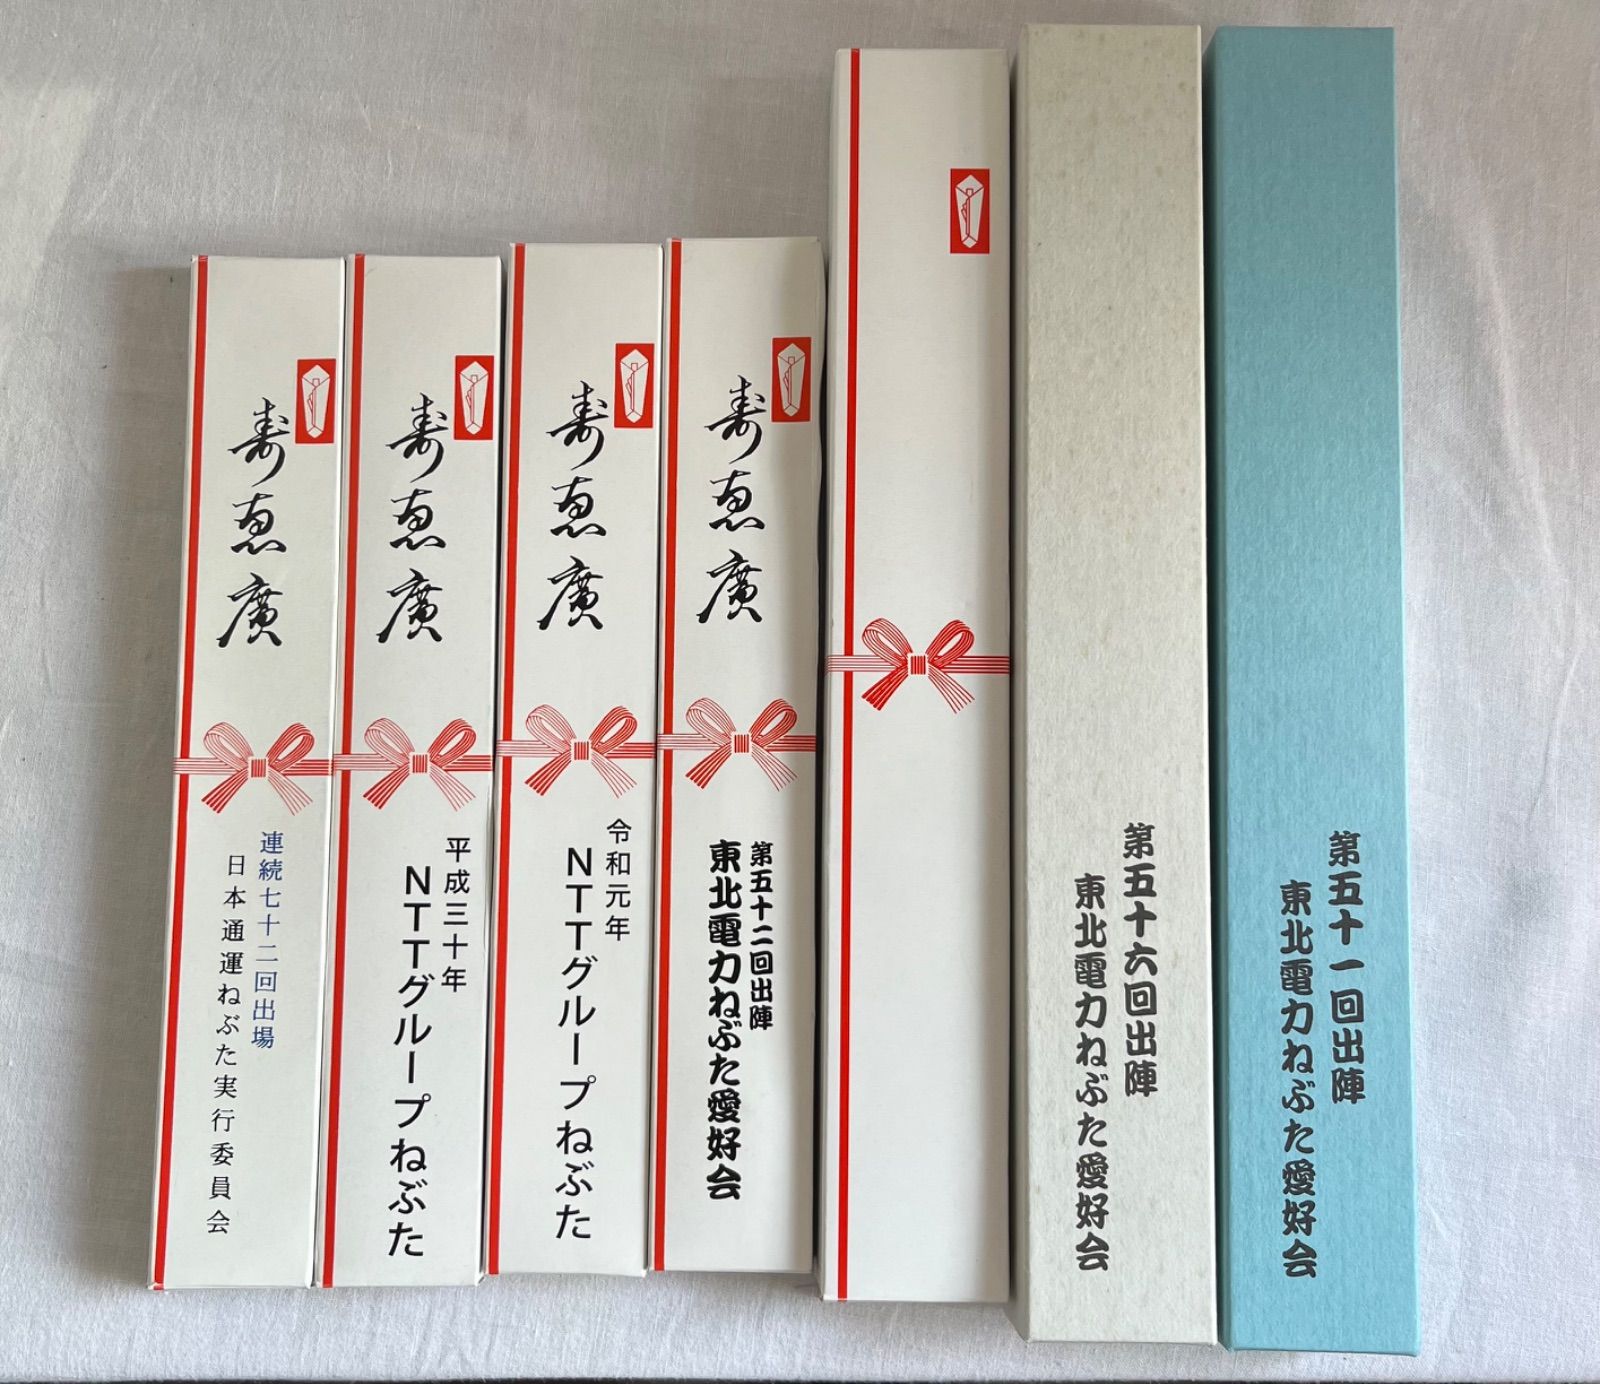 寿恵廣
連続七十二回出場
日本通運ねぶた実行委員会
寿恵廣
平成三十年
NTTグループねぶた
寿恵廣
令和元年
NTTグループねぶた
寿恵廣
第五十二回出陣
東北電力ねぶた愛好会
第五十六回出陣
東北電力ねぶた愛好会
第五十一回出陣
東北電力ねぶた愛好会